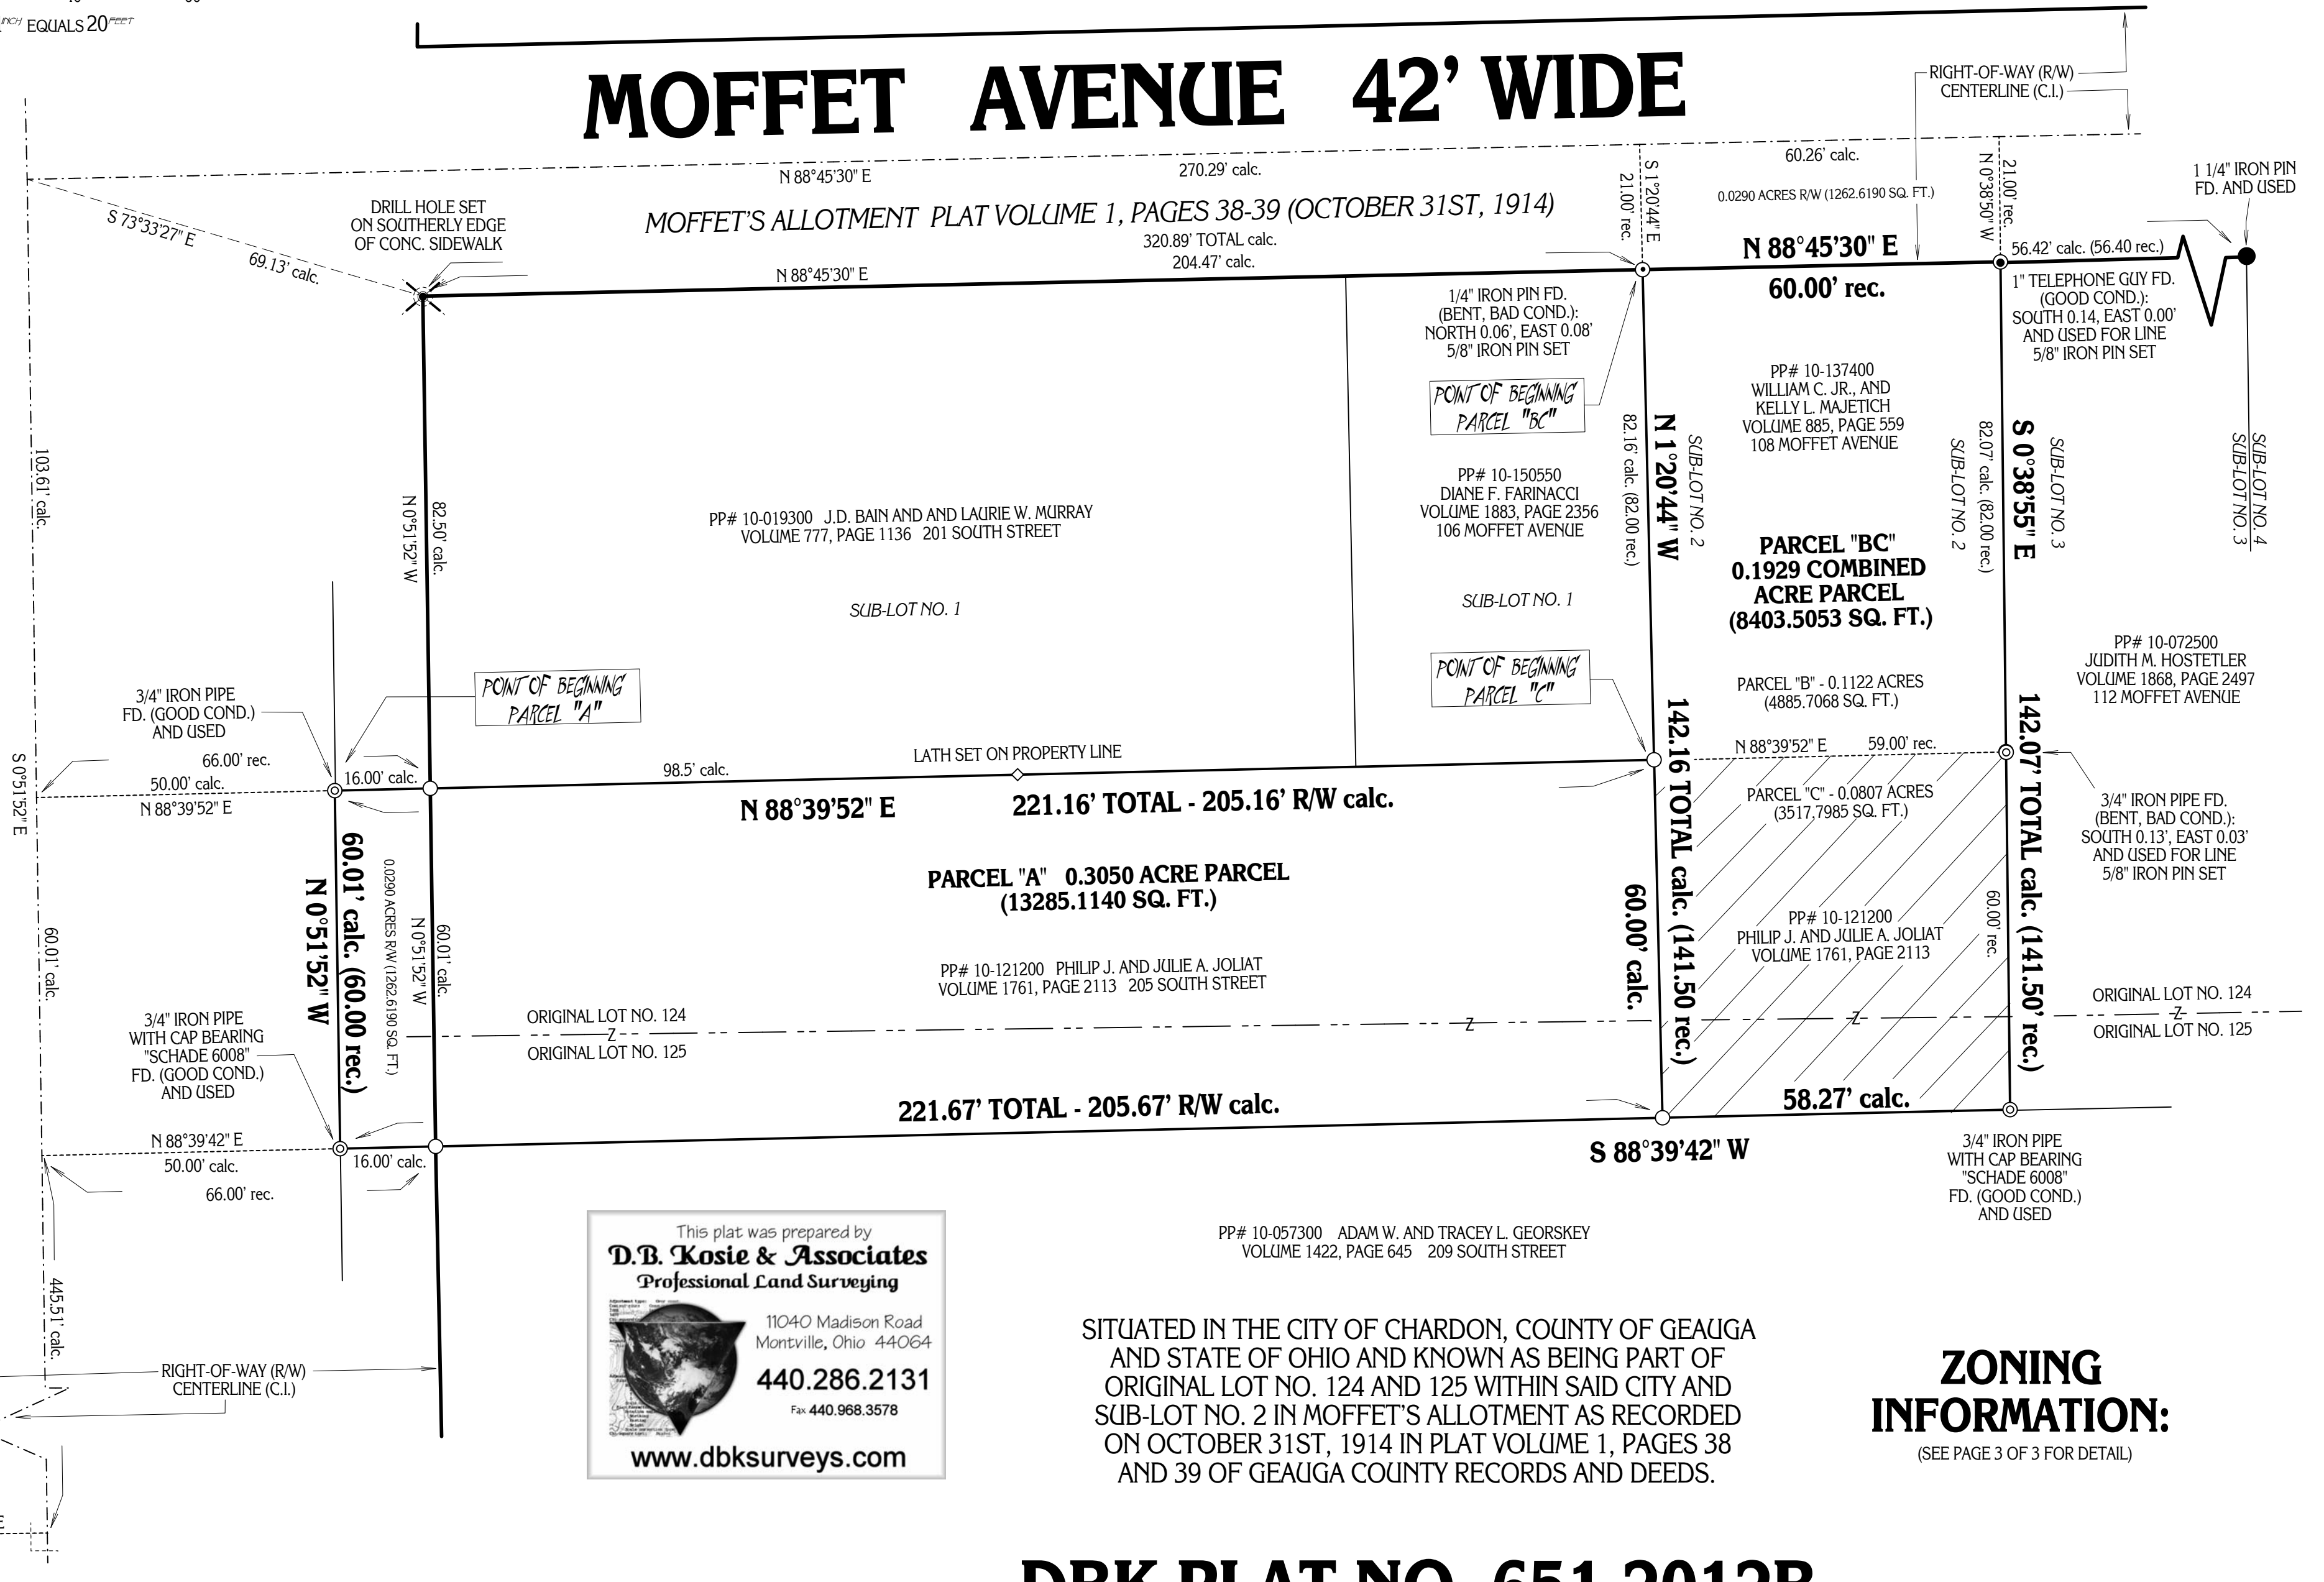 INCH EQUALS 20 FEET
MOFFET AVENUE 42' WIDE
RIGHT-OF-WAY (R/W)
CENTERLINE (C.I.)
N 88°45'30" E
270.29' calc.
60.26' calc.
S 1°20'44" E
21.00' rec.
N 0°38'50" W
21.00' rec.
0.0290 ACRES R/W (1262.6190 SQ. FT.)
1 1/4" IRON PIN
FD. AND USED
S 73°33'27" E
69.13' calc.
DRILL HOLE SET
ON SOUTHERLY EDGE
OF CONC. SIDEWALK
MOFFET'S ALLOTMENT PLAT VOLUME 1, PAGES 38-39 (OCTOBER 31ST, 1914)
320.89' TOTAL calc.
204.47' calc.
N 88°45'30" E
N 88°45'30" E
60.00' rec.
56.42' calc. (56.40 rec.)
1/4" IRON PIN FD.
(BENT, BAD COND.):
NORTH 0.06', EAST 0.08'
5/8" IRON PIN SET
1" TELEPHONE GUY FD.
(GOOD COND.):
SOUTH 0.14, EAST 0.00'
AND USED FOR LINE
5/8" IRON PIN SET
POINT OF BEGINNING
PARCEL "BC"
PP# 10-137400
WILLIAM C. JR., AND
KELLY L. MAJETICH
VOLUME 885, PAGE 559
108 MOFFET AVENUE
103.61' calc.
N 0°51'52" W
82.50' calc.
PP# 10-019300 J.D. BAIN AND AND LAURIE W. MURRAY
VOLUME 777, PAGE 1136 201 SOUTH STREET
SUB-LOT NO. 1
PP# 10-150550
DIANE F. FARINACCI
VOLUME 1883, PAGE 2356
106 MOFFET AVENUE
SUB-LOT NO. 1
82.16' calc. (82.00 rec.)
N 1°20'44" W
SUB-LOT NO. 2
SUB-LOT NO. 2
82.07' calc. (82.00 rec.)
S 0°38'55" E
SUB-LOT NO. 3
SUB-LOT NO. 3
SUB-LOT NO. 4
PARCEL "BC"
0.1929 COMBINED
ACRE PARCEL
(8403.5053 SQ. FT.)
PARCEL "B" - 0.1122 ACRES
(4885.7068 SQ. FT.)
PP# 10-072500
JUDITH M. HOSTETLER
VOLUME 1868, PAGE 2497
112 MOFFET AVENUE
POINT OF BEGINNING
PARCEL "A"
POINT OF BEGINNING
PARCEL "C"
3/4" IRON PIPE
FD. (GOOD COND.)
AND USED
S 0°51'52" E
66.00' rec.
50.00' calc.
N 88°39'52" E
16.00' calc.
98.5' calc.
LATH SET ON PROPERTY LINE
N 88°39'52" E
221.16' TOTAL - 205.16' R/W calc.
N 88°39'52" E
59.00' rec.
142.16 TOTAL calc. (141.50 rec.)
142.07' TOTAL calc. (141.50' rec.)
PARCEL "C" - 0.0807 ACRES
(3517.7985 SQ. FT.)
3/4" IRON PIPE FD.
(BENT, BAD COND.):
SOUTH 0.13', EAST 0.03'
AND USED FOR LINE
5/8" IRON PIN SET
60.01' calc.
N 0°51'52" W
60.01' calc. (60.00 rec.)
0.0290 ACRES R/W (1262.6190 SQ. FT.)
N 0°51'52" W
60.01' calc.
PARCEL "A" 0.3050 ACRE PARCEL
(13285.1140 SQ. FT.)
PP# 10-121200 PHILIP J. AND JULIE A. JOLIAT
VOLUME 1761, PAGE 2113 205 SOUTH STREET
60.00' calc.
PP# 10-121200
PHILIP J. AND JULIE A. JOLIAT
VOLUME 1761, PAGE 2113
60.00' rec.
ORIGINAL LOT NO. 124
Z
ORIGINAL LOT NO. 125
Z
Z
ORIGINAL LOT NO. 124
Z
ORIGINAL LOT NO. 125
3/4" IRON PIPE
WITH CAP BEARING
"SCHADE 6008"
FD. (GOOD COND.)
AND USED
N 88°39'42" E
50.00' calc.
66.00' rec.
16.00' calc.
221.67' TOTAL - 205.67' R/W calc.
58.27' calc.
S 88°39'42" W
3/4" IRON PIPE
WITH CAP BEARING
"SCHADE 6008"
FD. (GOOD COND.)
AND USED
445.51' calc.
RIGHT-OF-WAY (R/W)
CENTERLINE (C.I.)
This plat was prepared by
D.B. Kosie & Associates
Professional Land Surveying
11040 Madison Road
Montville, Ohio 44064
440.286.2131
Fax 440.968.3578
www.dbksurveys.com
PP# 10-057300 ADAM W. AND TRACEY L. GEORSKEY
VOLUME 1422, PAGE 645 209 SOUTH STREET
SITUATED IN THE CITY OF CHARDON, COUNTY OF GEAUGA
AND STATE OF OHIO AND KNOWN AS BEING PART OF
ORIGINAL LOT NO. 124 AND 125 WITHIN SAID CITY AND
SUB-LOT NO. 2 IN MOFFET'S ALLOTMENT AS RECORDED
ON OCTOBER 31ST, 1914 IN PLAT VOLUME 1, PAGES 38
AND 39 OF GEAUGA COUNTY RECORDS AND DEEDS.
ZONING
INFORMATION:
(SEE PAGE 3 OF 3 FOR DETAIL)
DBK PLAT NO. 651 2012B